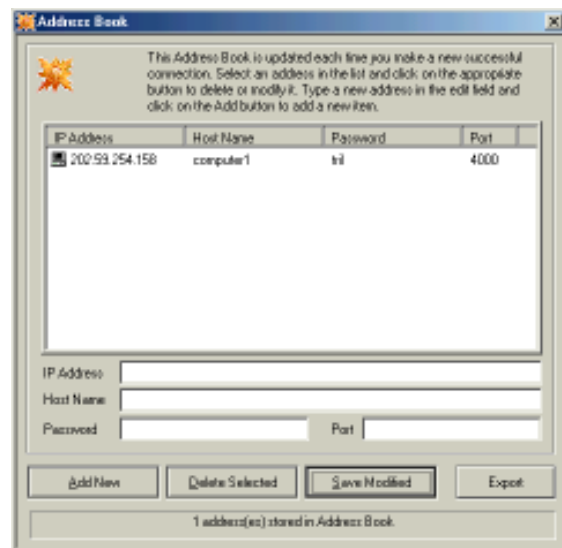 Address Book
This Address Book is updated each time you make a new successful
connection. Select an address in the list and click on the appropriate
button to delete or modify it. Type a new address in the edit field and
click on the Add button to add a new item.
IP Address Host Name Password Port
202.59.254.158 computer1 tril 4000
IP Address
Host Name
Password Port
Add New Delete Selected Save Modified Export
1 address(es) stored in Address Book.